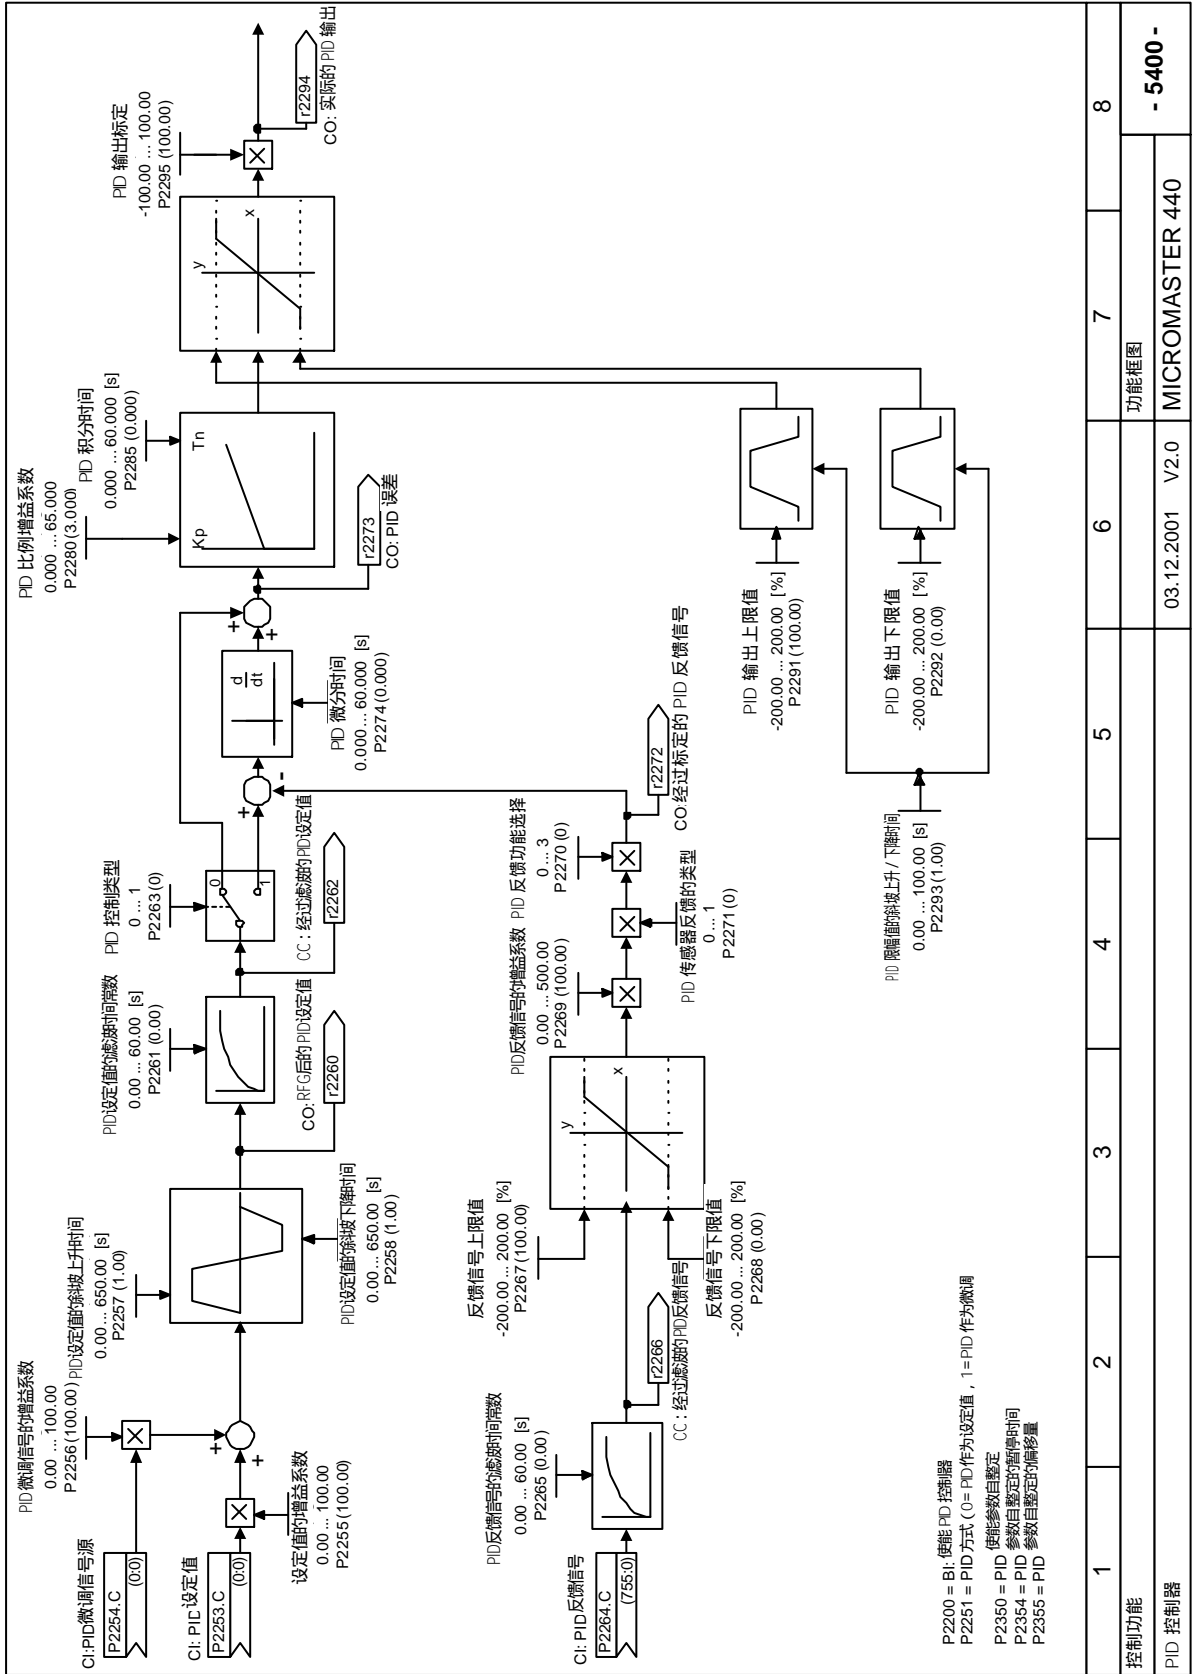 PID 微调信号的增益系数
0.00 ... 100.00
P2256 (100.00)
CI:PID微调信号源
P2254.C
(0:0)
CI: PID 设定值
P2253.C
(0:0)
设定值的增益系数
0.00 ... 100.00
P2255 (100.00)
PID设定值的斜坡上升时间
0.00 ... 650.00 [s]
P2257 (1.00)
PID设定值的斜坡下降时间
0.00 ... 650.00 [s]
P2258 (1.00)
PID设定值的滤波时间常数
0.00 ... 60.00 [s]
P2261 (0.00)
CO:RFG后的 PID设定值
r2260
PID 控制类型
0 ... 1
P2263 (0)
0
1
CC : 经过滤波的PID设定值
r2262
+
+
+
-
d
dt
PID 微分时间
0.000 ... 60.000 [s]
P2274 (0.000)
+
+
PID 比例增益系数
0.000 ... 65.000
P2280 (3.000)
PID 积分时间
0.000 ... 60.000 [s]
P2285 (0.000)
Kp
Tn
r2273
CO: PID 误差
y
x
PID 输出标定
-100.00 ... 100.00
P2295 (100.00)
r2294
CO: 实际的 PID 输出
CI: PID反馈信号
P2264.C
(755:0)
PID反馈信号的滤波时间常数
0.00 ... 60.00 [s]
P2265 (0.00)
r2266
CC : 经过滤波的PID反馈信号
反馈信号上限值
-200.00 ... 200.00 [%]
P2267 (100.00)
反馈信号下限值
-200.00 ... 200.00 [%]
P2268 (0.00)
y
x
PID反馈信号的增益系数
0.00 ... 500.00
P2269 (100.00)
PID 传感器反馈的类型
0 ... 1
P2271 (0)
PID 反馈功能选择
0 ... 3
P2270 (0)
r2272
CO:经过标定的 PID 反馈信号
PID 输出上限值
-200.00 ... 200.00 [%]
P2291 (100.00)
PID 输出下限值
-200.00 ... 200.00 [%]
P2292 (0.00)
PID 限幅值的斜坡上升 / 下降时间
0.00 ... 100.00 [s]
P2293 (1.00)
P2200 = BI: 使能 PID 控制器
P2251 = PID 方式 ( 0= PID作为设定值 , 1=PID 作为微调
P2350 = PID 使能参数自整定
P2354 = PID 参数自整定的暂停时间
P2355 = PID 参数自整定的偏移量
1 2 3 4 5 6 7 8
控制功能 功能框图
PID 控制器 03.12.2001 V2.0 MICROMASTER 440
- 5400 -